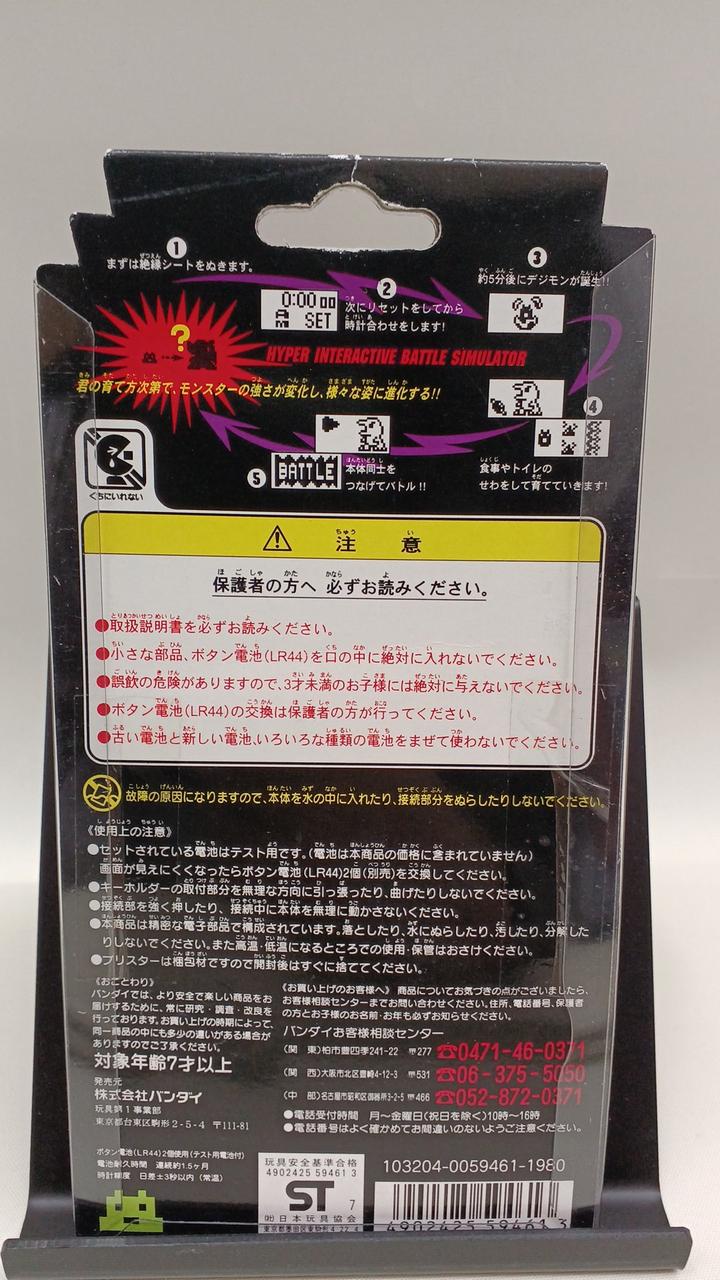 ① まずは絶縁シートをぬきます。
0:00 00
AM SET
② 次にリセットをしてから
時計合わせをします!
③ 約5分後にデジモンが誕生!!
?
HYPER INTERACTIVE BATTLE SIMULATOR
君の育て方次第で、モンスターの強さが変化し、様々な姿に進化する!!
④ 食事やトイレの
せわをして育てていきます!
⑤ BATTLE 本体同士を
つなげてバトル!!
くちにいれない
⚠ 注意
保護者の方へ 必ずお読みください。
●取扱説明書を必ずお読みください。
●小さな部品、ボタン電池(LR44)を口の中に絶対に入れないでください。
●誤飲の危険がありますので、3才未満のお子様には絶対に与えないでください。
●ボタン電池(LR44)の交換は保護者の方が行ってください。
●古い電池と新しい電池、いろいろな種類の電池をまぜて使わないでください。
故障の原因になりますので、本体を水の中に入れたり、接続部分をぬらしたりしないでください。
《使用上の注意》
●セットされている電池はテスト用です。(電池は本商品の価格に含まれていません)
画面が見えにくくなったらボタン電池(LR44)2個(別売)を交換してください。
●キーホルダーの取付部分を無理な方向に引っ張ったり、曲げたりしないでください。
●接続部を強く押したり、接続中に本体を無理に動かさないください。
●本商品は精密な電子部品で構成されています。落としたり、水にぬらしたり、汚したり、分解した
りしないでください。また高温・低温になるところでの使用・保管はおさけください。
●ブリスターは梱包材ですので開封後はすぐに捨ててください。
《おことわり》
バンダイでは、より安全で楽しい商品をお
届けするために、常に研究・調査・改良を
行っております。お買い上げの時期によって、
同一商品の中にも多少の違いがある場合が
ありますのでご了承ください。
《お買い上げのお客様へ》 商品についてお気づきの点がございましたら、
お客様相談センターまでお問い合わせください。住所、電話番号、保護者
の方とお子様のお名前・お年も必ずお知らせください。
バンダイお客様相談センター
(関 東)柏市豊四季241-22 〒277 ☎0471-46-0371
(関 西)大阪市北区豊崎4-12-3 〒531 ☎06-375-5050
(中 部)名古屋市昭和区御器所3-2-5 〒466 ☎052-872-0371
●電話受付時間 月〜金曜日(祝日を除く)10時〜16時
●電話番号はよく確かめてお間違いのないようご注意ください。
対象年齢7才以上
発売元
株式会社バンダイ
玩具第1事業部
東京都台東区駒形2-5-4 〒111-81
ボタン電池(LR44)2個使用(テスト用電池付)
電池耐久時間 連続約1.5ヶ月
時計精度 日差±3秒以内(常温)
玩具安全基準合格
4902425 59461 3
ST 7
(社)日本玩具協会
東京都墨田区東駒形4-22-4
103204-0059461-1980
4902425 594613